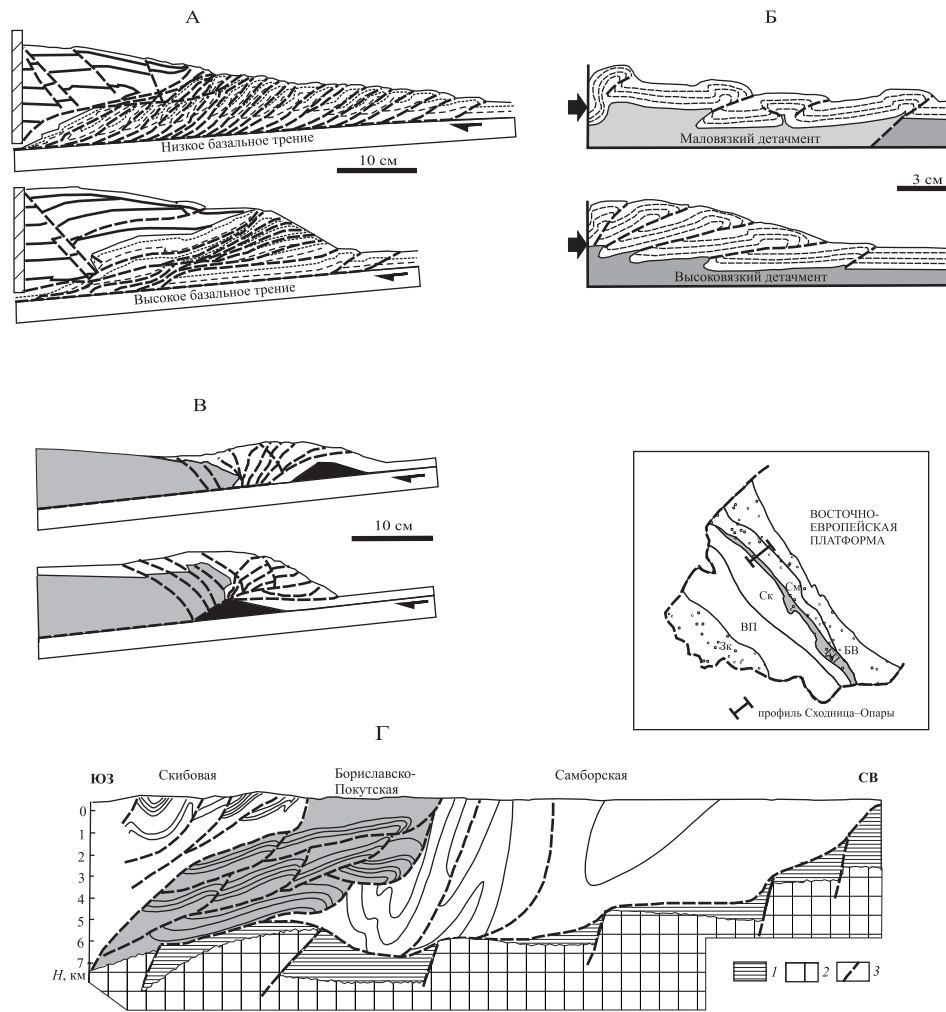 А
Низкое базальное трение
10 см
Высокое базальное трение
Б
Маловязкий детачмент
3 см
Высоковязкий детачмент
В
10 см
ВОСТОЧНО-
ЕВРОПЕЙСКАЯ
ПЛАТФОРМА
См
Ск
ВП
Зк
БВ
профиль Сходница–Опары
Г
ЮЗ
Скибовая
Бориславско-
Покутская
Самборская
СВ
0
1
2
3
4
5
6
7
H, км
1
2
3